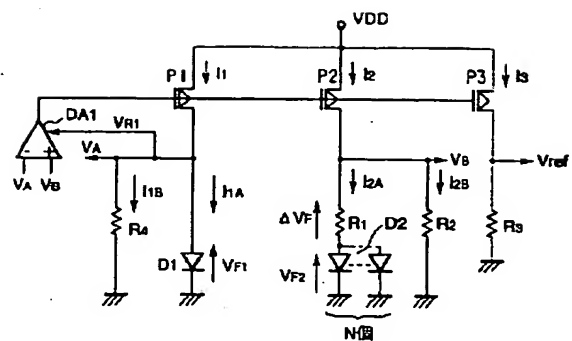 VDD
P1 I1 P2 I2 P3 I3
DA1 VR1
VA VB Vref
- +
VA VB I1B I1A I2A I2B
R4 ΔVF R1 D2 R2 R3
D1 VF1 VF2
N個